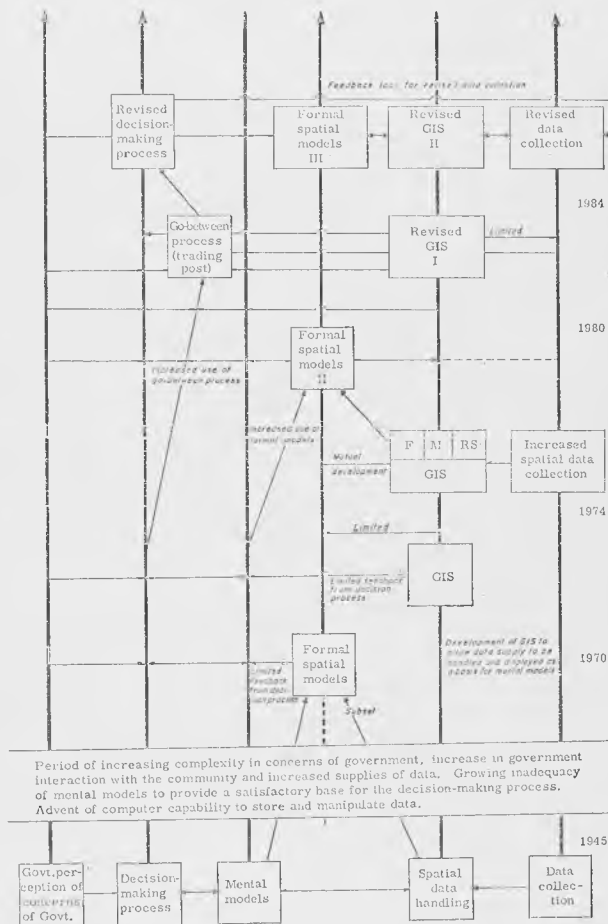 Feedback loop for revised data collection
Revised
decision-
making
process
Formal
spatial
models
III
Revised
GIS
II
Revised
data
collection
1984
Go-between
process
(trading
post)
Revised
GIS
I
Limited
1980
Formal
spatial
models
II
Increased use of
go-between process
Increased use of
formal models
F M RS
GIS
Mutual
development
Increased
spatial data
collection
1974
Limited
GIS
Limited feedback
from decision
process
Development of GIS to
allow data supply to be
handled and displayed as
a basis for mental models
1970
Formal
spatial
models
Limited
feedback
from decision
process
Subset
Period of increasing complexity in concerns of government, increase in government
interaction with the community and increased supplies of data. Growing inadequacy
of mental models to provide a satisfactory base for the decision-making process.
Advent of computer capability to store and manipulate data.
1945
Govt. per-
ception of
concerns
of Govt.
Decision-
making
process
Mental
models
Spatial
data
handling
Data
collec-
tion